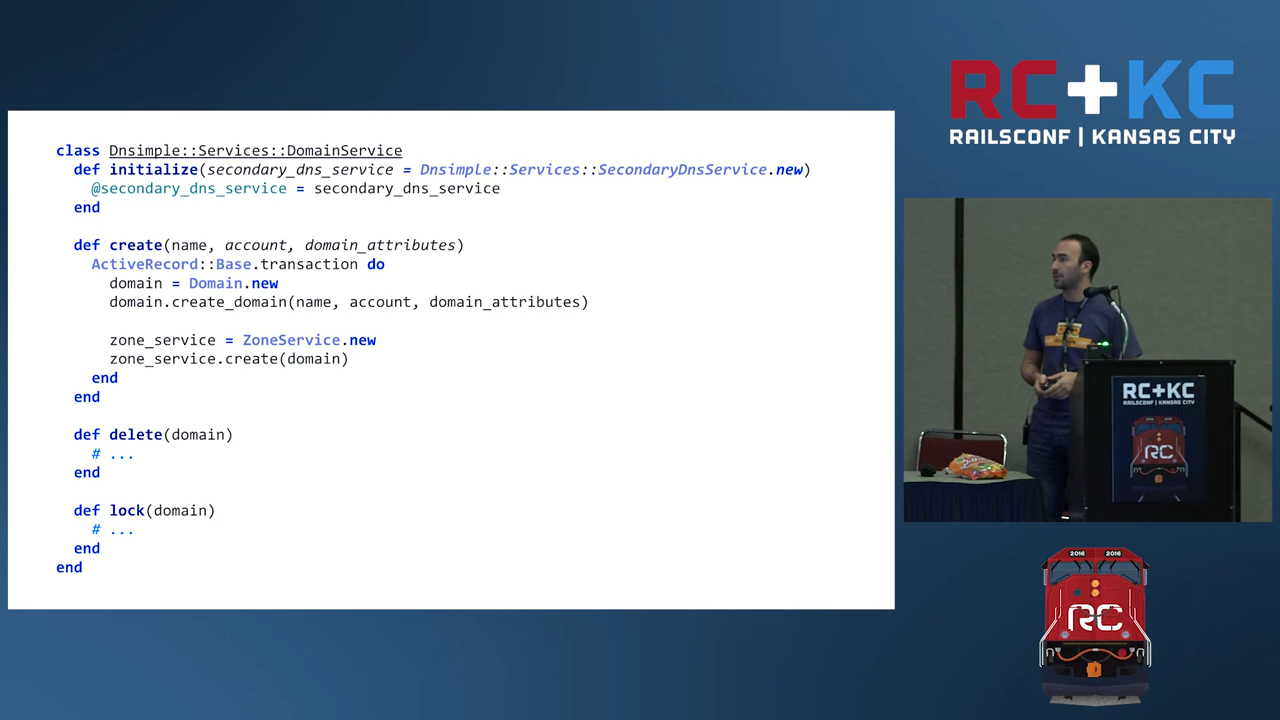 class Dnsimple::Services::DomainService
def initialize(secondary_dns_service = Dnsimple::Services::SecondaryDnsService.new)
@secondary_dns_service = secondary_dns_service
end
def create(name, account, domain_attributes)
ActiveRecord::Base.transaction do
domain = Domain.new
domain.create_domain(name, account, domain_attributes)
zone_service = ZoneService.new
zone_service.create(domain)
end
end
def delete(domain)
# ...
end
def lock(domain)
# ...
end
end
RC+KC
RAILSCONF | KANSAS CITY
RC+KC
RAILSCONF | KANSAS CITY
RC
2016 2016
RC